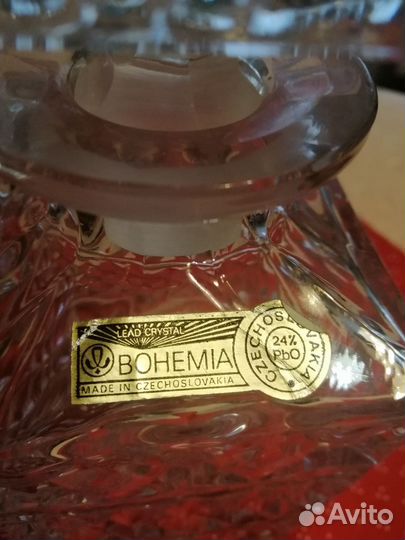 LEAD CRYSTAL
BOHEMIA
MADE IN CZECHOSLOVAKIA
CZECHOSLOVAKIA
24%
PbO
Avito